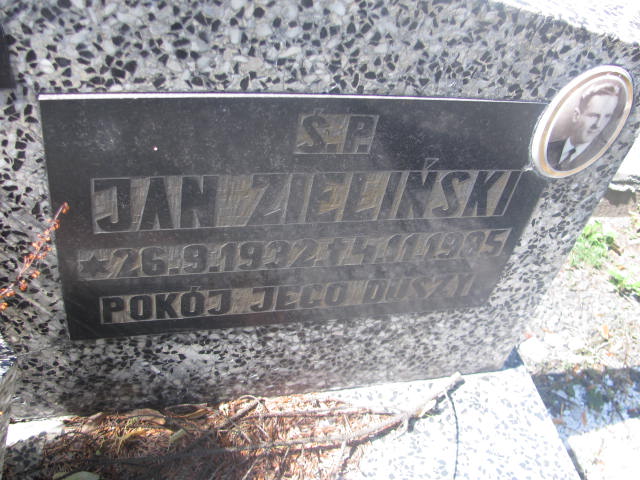 Ś.P.
JAN ZIELIŃSKI
*26.9.1932 †4.11.1985
POKÓJ JEGO DUSZY!